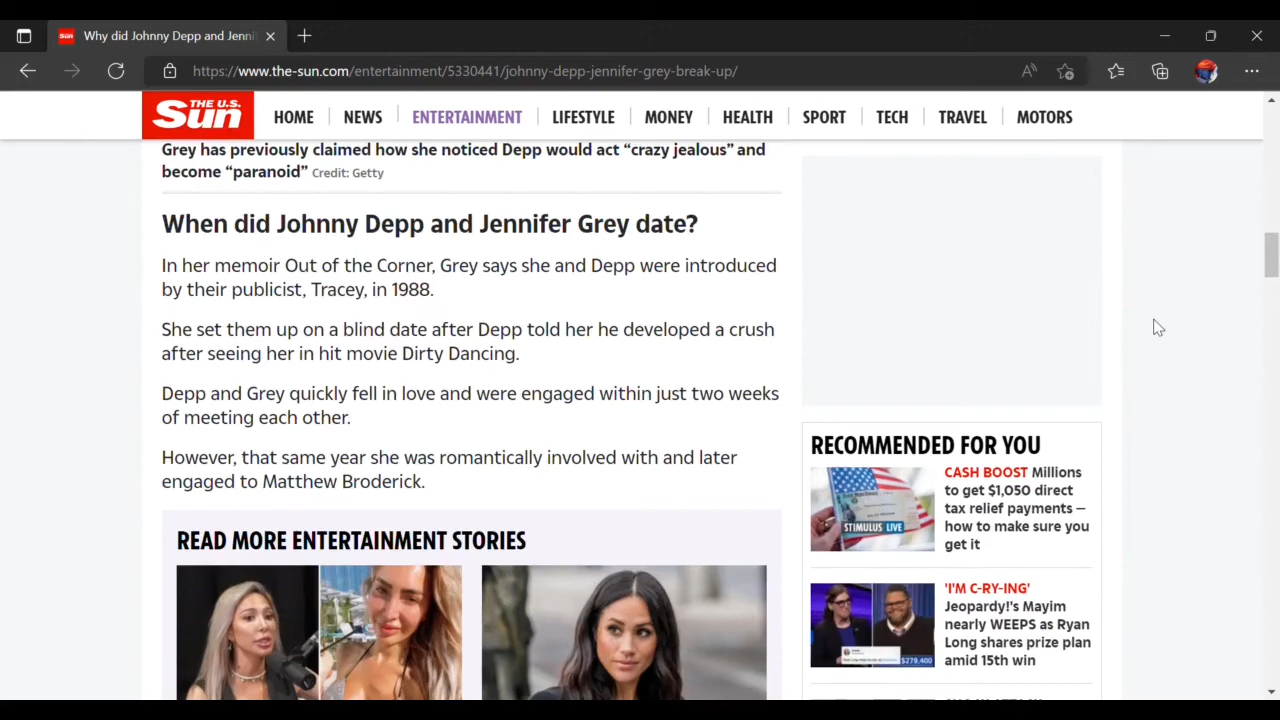 Sun
Why did Johnny Depp and Jenni
https://www.the-sun.com/entertainment/5330441/johnny-depp-jennifer-grey-break-up/
THE U.S.
Sun
HOME
NEWS
ENTERTAINMENT
LIFESTYLE
MONEY
HEALTH
SPORT
TECH
TRAVEL
MOTORS
Grey has previously claimed how she noticed Depp would act “crazy jealous” and
become “paranoid” Credit: Getty
When did Johnny Depp and Jennifer Grey date?
In her memoir Out of the Corner, Grey says she and Depp were introduced
by their publicist, Tracey, in 1988.
She set them up on a blind date after Depp told her he developed a crush
after seeing her in hit movie Dirty Dancing.
Depp and Grey quickly fell in love and were engaged within just two weeks
of meeting each other.
However, that same year she was romantically involved with and later
engaged to Matthew Broderick.
READ MORE ENTERTAINMENT STORIES
RECOMMENDED FOR YOU
STIMULUS LIVE
CASH BOOST Millions
to get $1,050 direct
tax relief payments –
how to make sure you
get it
$279,400
'I'M C-RY-ING'
Jeopardy!'s Mayim
nearly WEEPS as Ryan
Long shares prize plan
amid 15th win